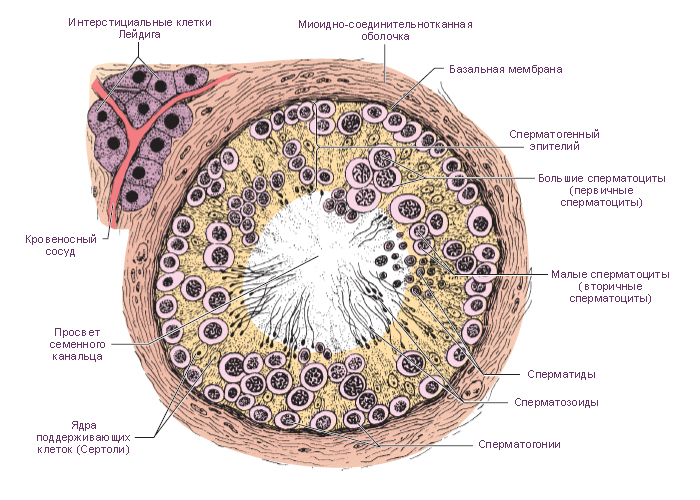 Интерстициальные клетки
Лейдига
Миоидно-соединительнотканная
оболочка
Базальная мембрана
Сперматогенный
эпителий
Большие сперматоциты
(первичные
сперматоциты)
Кровеносный
сосуд
Малые сперматоциты
(вторичные
сперматоциты)
Просвет
семенного
канальца
Сперматиды
Сперматозоиды
Ядра
поддерживающих
клеток (Сертоли)
Сперматогонии